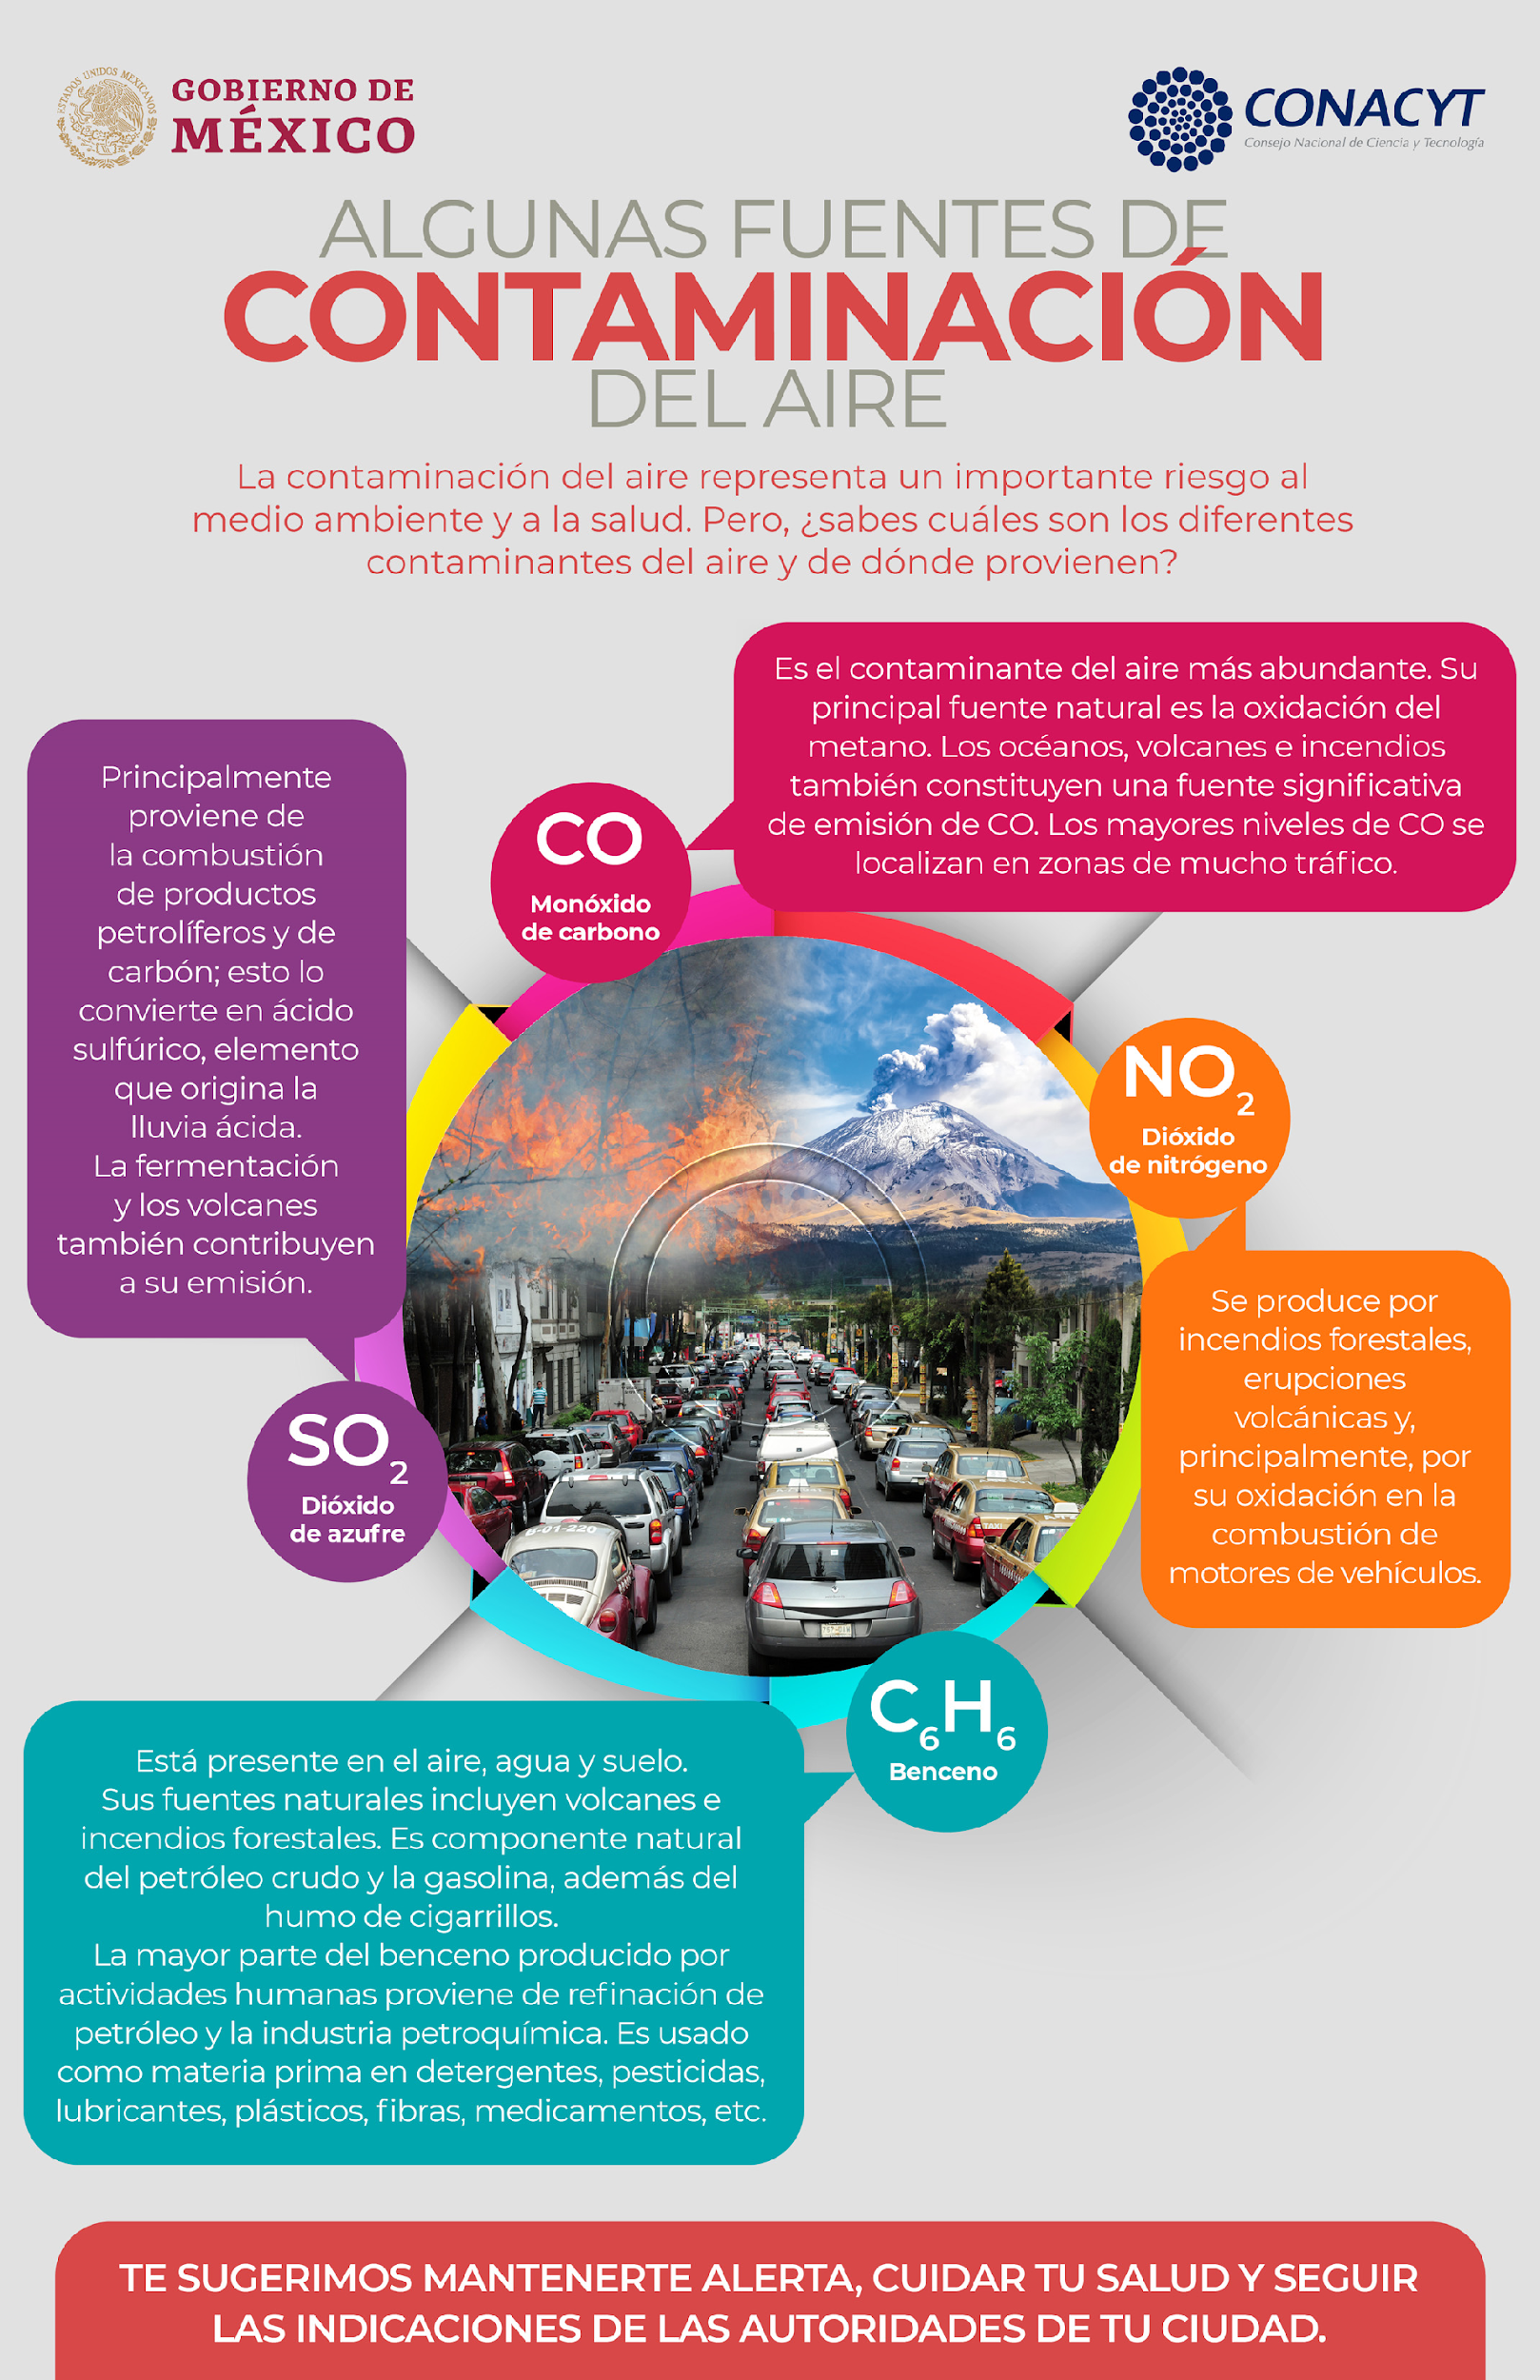 GOBIERNO DE
MÉXICO
CONACYT
Consejo Nacional de Ciencia y Tecnología
ALGUNAS FUENTES DE
CONTAMINACIÓN
DEL AIRE
La contaminación del aire representa un importante riesgo al
medio ambiente y a la salud. Pero, ¿sabes cuáles son los diferentes
contaminantes del aire y de dónde provienen?
CO
Monóxido
de carbono
Es el contaminante del aire más abundante. Su
principal fuente natural es la oxidación del
metano. Los océanos, volcanes e incendios
también constituyen una fuente significativa
de emisión de CO. Los mayores niveles de CO se
localizan en zonas de mucho tráfico.
NO₂
Dióxido
de nitrógeno
Se produce por
incendios forestales,
erupciones
volcánicas y,
principalmente, por
su oxidación en la
combustión de
motores de vehículos.
Principalmente
proviene de
la combustión
de productos
petrolíferos y de
carbón; esto lo
convierte en ácido
sulfúrico, elemento
que origina la
lluvia ácida.
La fermentación
y los volcanes
también contribuyen
a su emisión.
SO₂
Dióxido
de azufre
C₆H₆
Benceno
Está presente en el aire, agua y suelo.
Sus fuentes naturales incluyen volcanes e
incendios forestales. Es componente natural
del petróleo crudo y la gasolina, además del
humo de cigarrillos.
La mayor parte del benceno producido por
actividades humanas proviene de refinación de
petróleo y la industria petroquímica. Es usado
como materia prima en detergentes, pesticidas,
lubricantes, plásticos, fibras, medicamentos, etc.
TE SUGERIMOS MANTENERTE ALERTA, CUIDAR TU SALUD Y SEGUIR
LAS INDICACIONES DE LAS AUTORIDADES DE TU CIUDAD.